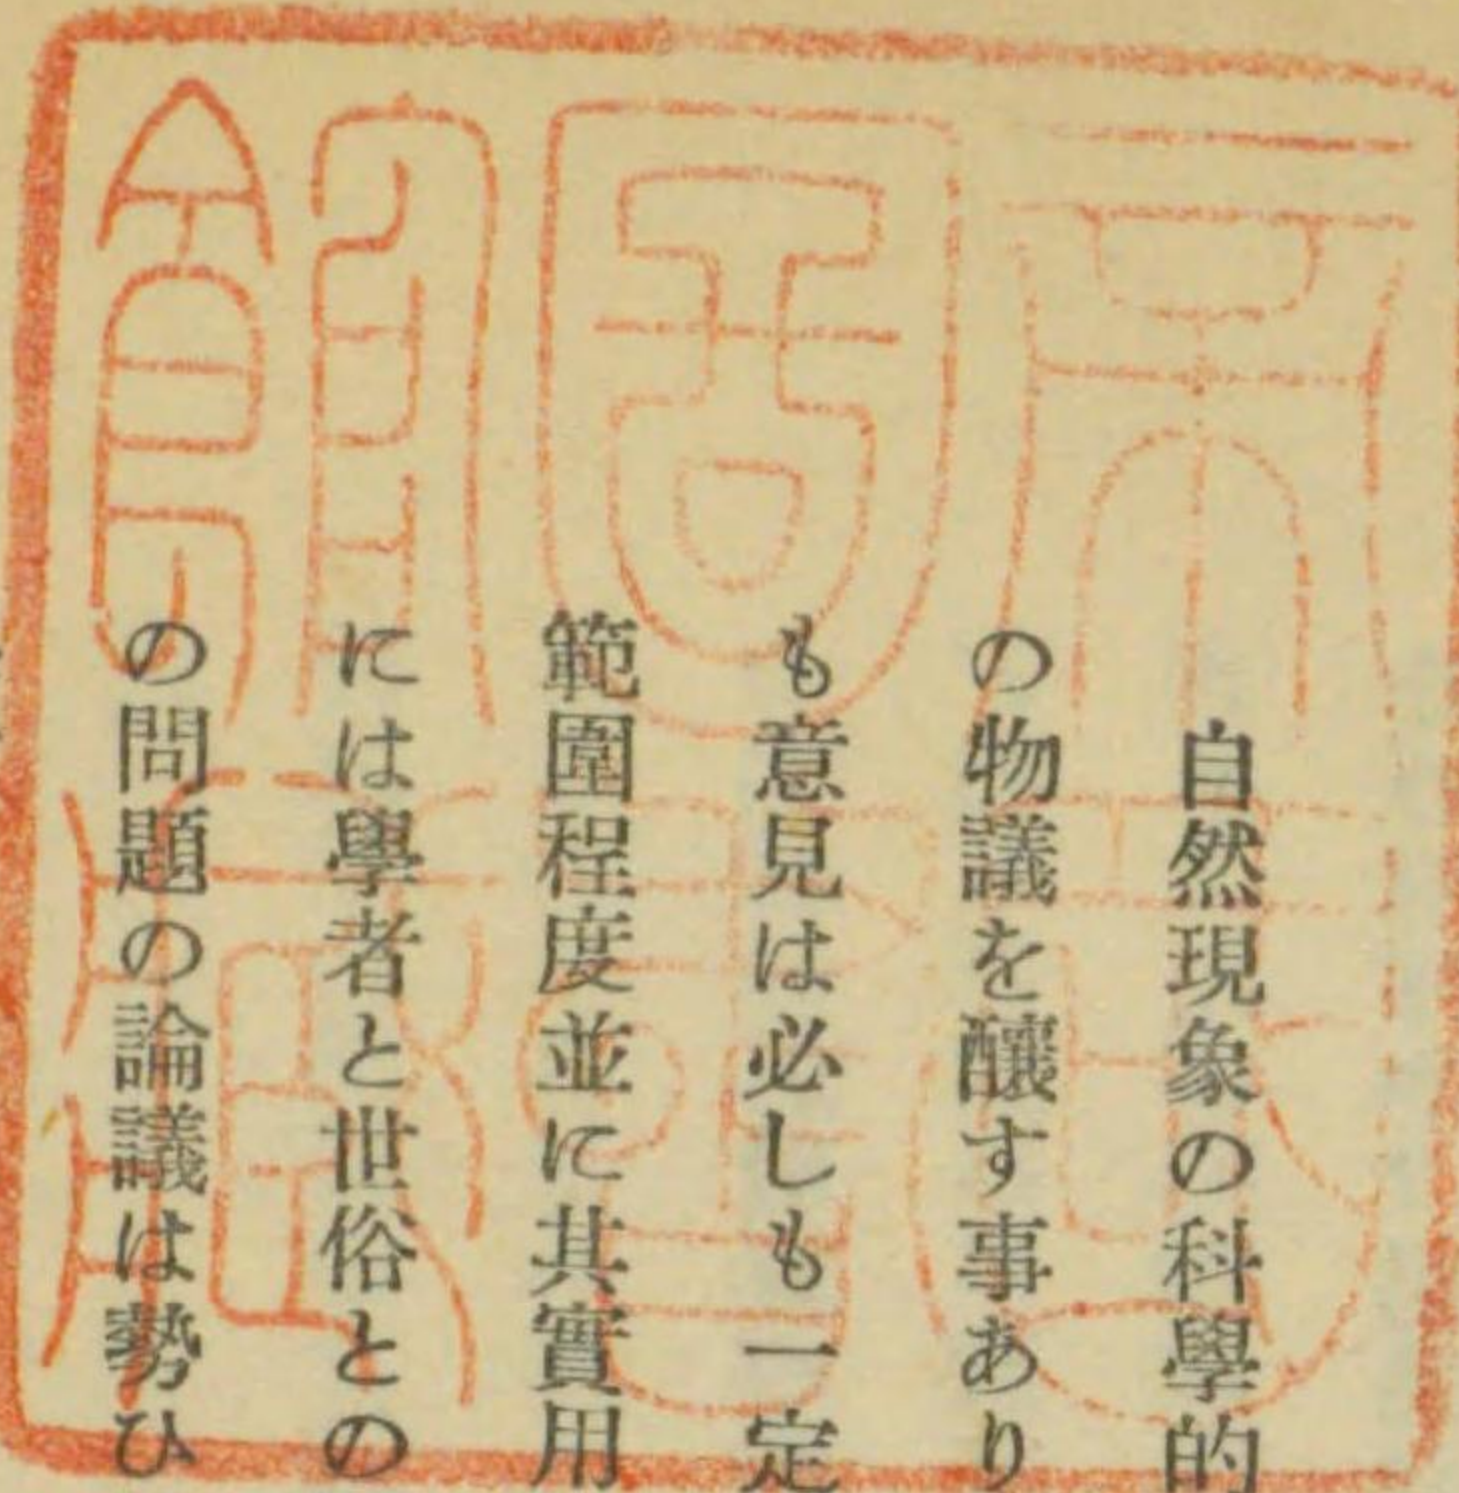 自然現象の科學的
の物議を釀す事あり
も意見は必しも一定
範圍程度並に其實用
には學者と世俗との
の問題の論議は勢ひ